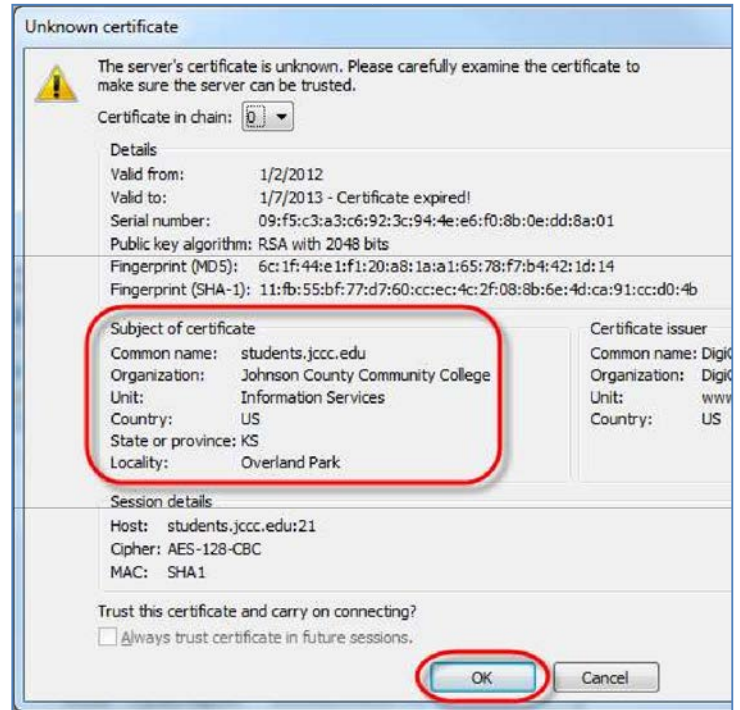 Unknown certificate
The server's certificate is unknown. Please carefully examine the certificate to
make sure the server can be trusted.
Certificate in chain: 0
Details
Valid from: 1/2/2012
Valid to: 1/7/2013 - Certificate expired!
Serial number: 09:f5:c3:a3:c6:92:3c:94:4e:e6:f0:8b:0e:dd:8a:01
Public key algorithm: RSA with 2048 bits
Fingerprint (MD5): 6c:1f:44:e1:f1:20:a8:1a:a1:65:78:f7:b4:42:1d:14
Fingerprint (SHA-1): 11:fb:55:bf:77:d7:60:cc:ec:4c:2f:08:8b:6e:4d:ca:91:cc:d0:4b
Subject of certificate
Common name: students.jccc.edu
Organization: Johnson County Community College
Unit: Information Services
Country: US
State or province: KS
Locality: Overland Park
Certificate issuer
Common name:
Organization:
Unit: www
Country: US
Session details
Host: students.jccc.edu:21
Cipher: AES-128-CBC
MAC: SHA1
Trust this certificate and carry on connecting?
Always trust certificate in future sessions.
OK Cancel